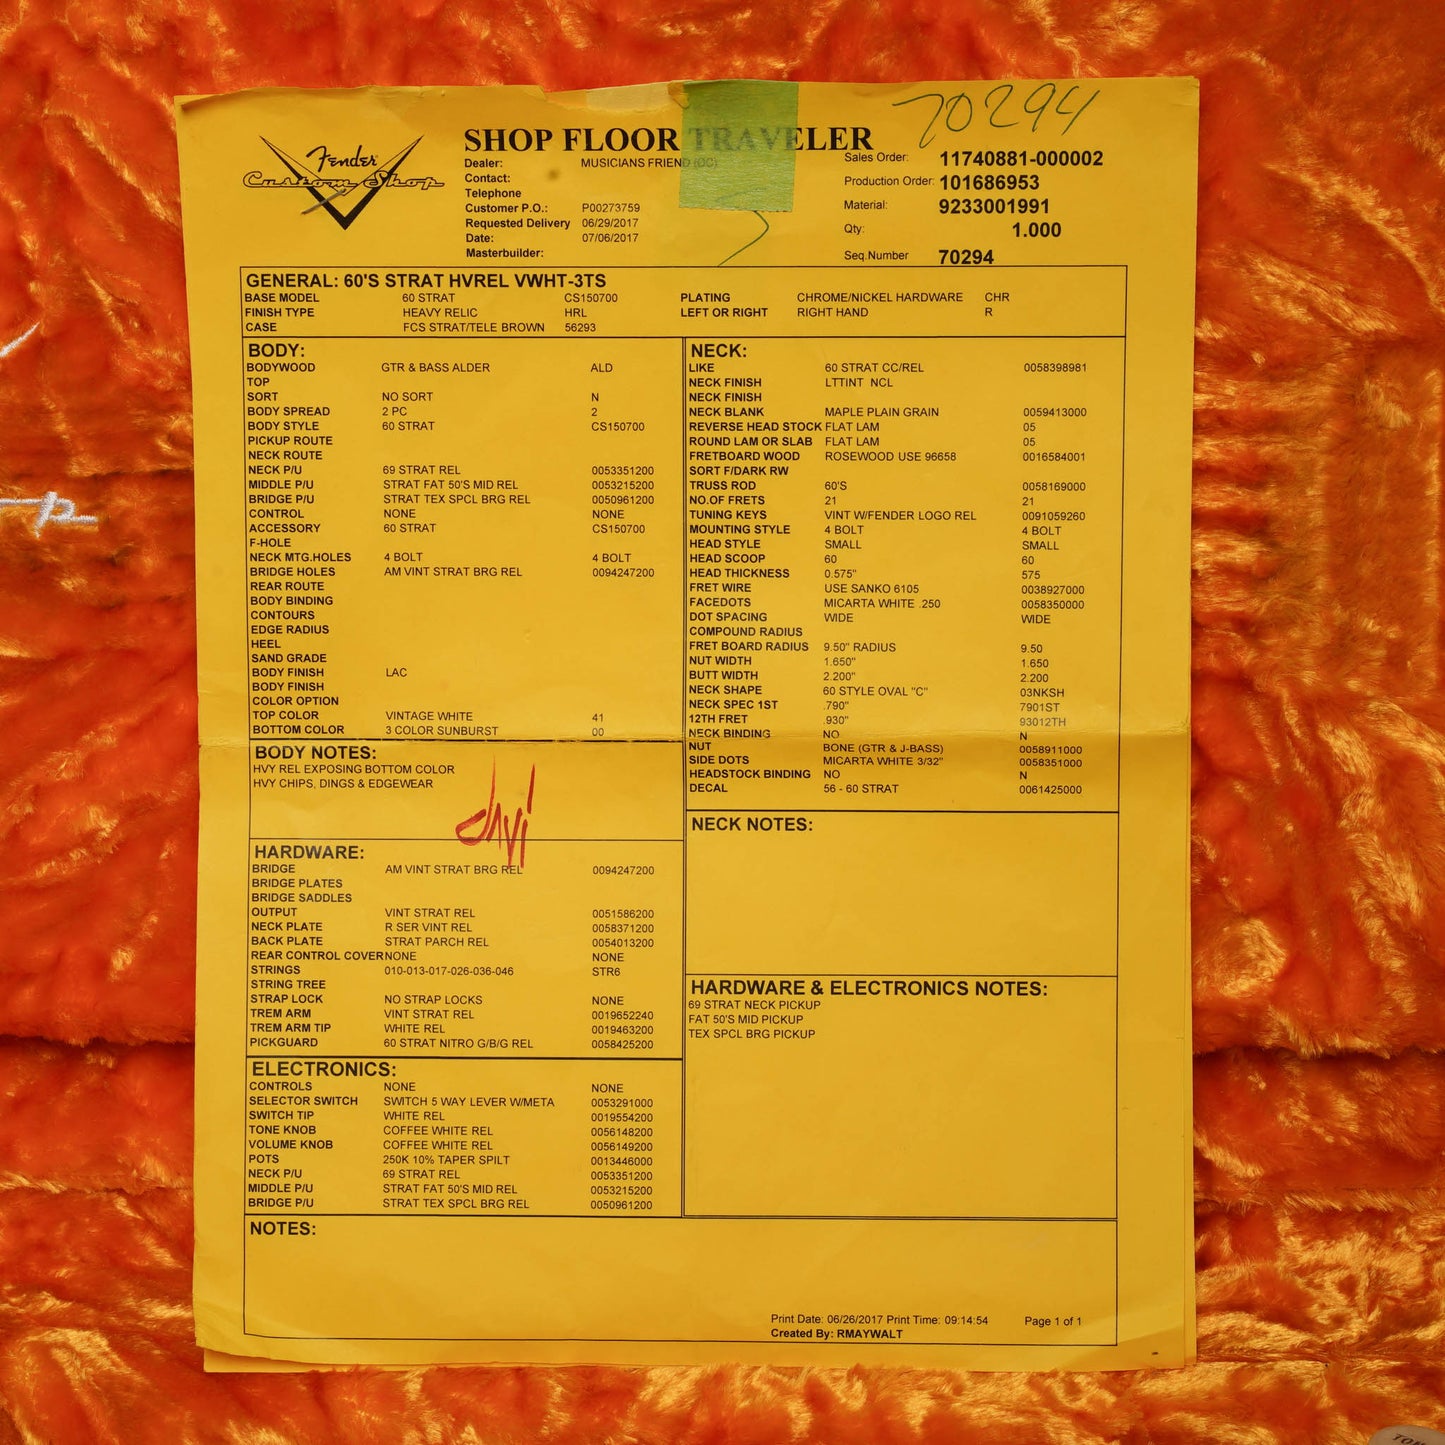 70294
Fender
Custom Shop
SHOP FLOOR TRAVELER
Dealer: MUSICIANS FRIEND (OC)
Contact:
Telephone
Customer P.O.: P00273759
Requested Delivery 06/29/2017
Date: 07/06/2017
Masterbuilder:
Sales Order: 11740881-000002
Production Order: 101686953
Material: 9233001991
Qty: 1.000
Seq.Number 70294
GENERAL: 60'S STRAT HVREL VWHT-3TS
BASE MODEL 60 STRAT CS150700 PLATING CHROME/NICKEL HARDWARE CHR
FINISH TYPE HEAVY RELIC HRL LEFT OR RIGHT RIGHT HAND R
CASE FCS STRAT/TELE BROWN 56293
BODY:
BODYWOOD GTR & BASS ALDER ALD
TOP
SORT NO SORT N
BODY SPREAD 2 PC 2
BODY STYLE 60 STRAT CS150700
PICKUP ROUTE
NECK ROUTE
NECK P/U 69 STRAT REL 0053351200
MIDDLE P/U STRAT FAT 50'S MID REL 0053215200
BRIDGE P/U STRAT TEX SPCL BRG REL 0050961200
CONTROL NONE NONE
ACCESSORY 60 STRAT CS150700
F-HOLE
NECK MTG.HOLES 4 BOLT 4 BOLT
BRIDGE HOLES AM VINT STRAT BRG REL 0094247200
REAR ROUTE
BODY BINDING
CONTOURS
EDGE RADIUS
HEEL
SAND GRADE
BODY FINISH LAC
BODY FINISH
COLOR OPTION
TOP COLOR VINTAGE WHITE 41
BOTTOM COLOR 3 COLOR SUNBURST 00
BODY NOTES:
HVY REL EXPOSING BOTTOM COLOR
HVY CHIPS, DINGS & EDGEWEAR
HARDWARE:
BRIDGE AM VINT STRAT BRG REL 0094247200
BRIDGE PLATES
BRIDGE SADDLES
OUTPUT VINT STRAT REL 0051586200
NECK PLATE R SER VINT REL 0058371200
BACK PLATE STRAT PARCH REL 0054013200
REAR CONTROL COVER NONE NONE
STRINGS 010-013-017-026-036-046 STR6
STRING TREE
STRAP LOCK NO STRAP LOCKS NONE
TREM ARM VINT STRAT REL 0019652240
TREM ARM TIP WHITE REL 0019463200
PICKGUARD 60 STRAT NITRO G/B/G REL 0058425200
ELECTRONICS:
CONTROLS NONE NONE
SELECTOR SWITCH SWITCH 5 WAY LEVER W/META 0053291000
SWITCH TIP WHITE REL 0019554200
TONE KNOB COFFEE WHITE REL 0056148200
VOLUME KNOB COFFEE WHITE REL 0056149200
POTS 250K 10% TAPER SPILT 0013446000
NECK P/U 69 STRAT REL 0053351200
MIDDLE P/U STRAT FAT 50'S MID REL 0053215200
BRIDGE P/U STRAT TEX SPCL BRG REL 0050961200
NECK:
LIKE 60 STRAT CC/REL 0058398981
NECK FINISH LTTINT NCL
NECK FINISH
NECK BLANK MAPLE PLAIN GRAIN 0059413000
REVERSE HEAD STOCK FLAT LAM 05
ROUND LAM OR SLAB FLAT LAM 05
FRETBOARD WOOD ROSEWOOD USE 96658 0016584001
SORT F/DARK RW
TRUSS ROD 60'S 0058169000
NO.OF FRETS 21 21
TUNING KEYS VINT W/FENDER LOGO REL 0091059260
MOUNTING STYLE 4 BOLT 4 BOLT
HEAD STYLE SMALL SMALL
HEAD SCOOP 60 60
HEAD THICKNESS 0.575" 575
FRET WIRE USE SANKO 6105 0038927000
FACEDOTS MICARTA WHITE .250 0058350000
DOT SPACING WIDE WIDE
COMPOUND RADIUS
FRET BOARD RADIUS 9.50" RADIUS 9.50
NUT WIDTH 1.650" 1.650
BUTT WIDTH 2.200" 2.200
NECK SHAPE 60 STYLE OVAL "C" 03NKSH
NECK SPEC 1ST .790" 7901ST
12TH FRET .930" 93012TH
NECK BINDING NO N
NUT BONE (GTR & J-BASS) 0058911000
SIDE DOTS MICARTA WHITE 3/32" 0058351000
HEADSTOCK BINDING NO N
DECAL 56 - 60 STRAT 0061425000
NECK NOTES:
HARDWARE & ELECTRONICS NOTES:
69 STRAT NECK PICKUP
FAT 50'S MID PICKUP
TEX SPCL BRG PICKUP
NOTES:
Print Date: 06/26/2017 Print Time: 09:14:54 Page 1 of 1
Created By: RMAYWALT